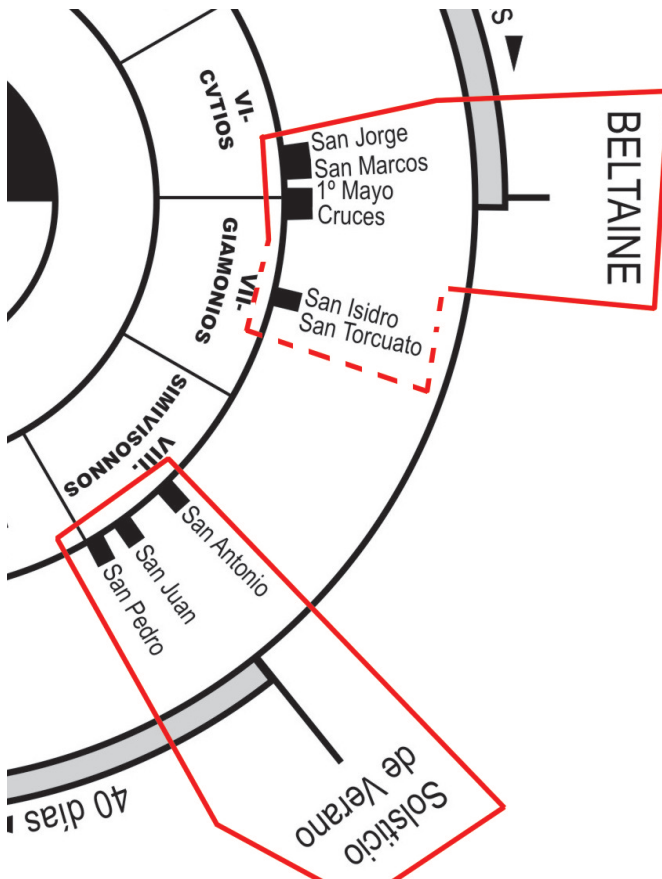 S
VI-
CVTIOS
San Jorge
San Marcos
1º Mayo
Cruces
BELTAINE
VII-
GIAMONIOS
San Isidro
San Torcuato
VIII.
SIMIVISONNOS
San Antonio
San Juan
San Pedro
40 días
Solsticio
de Verano